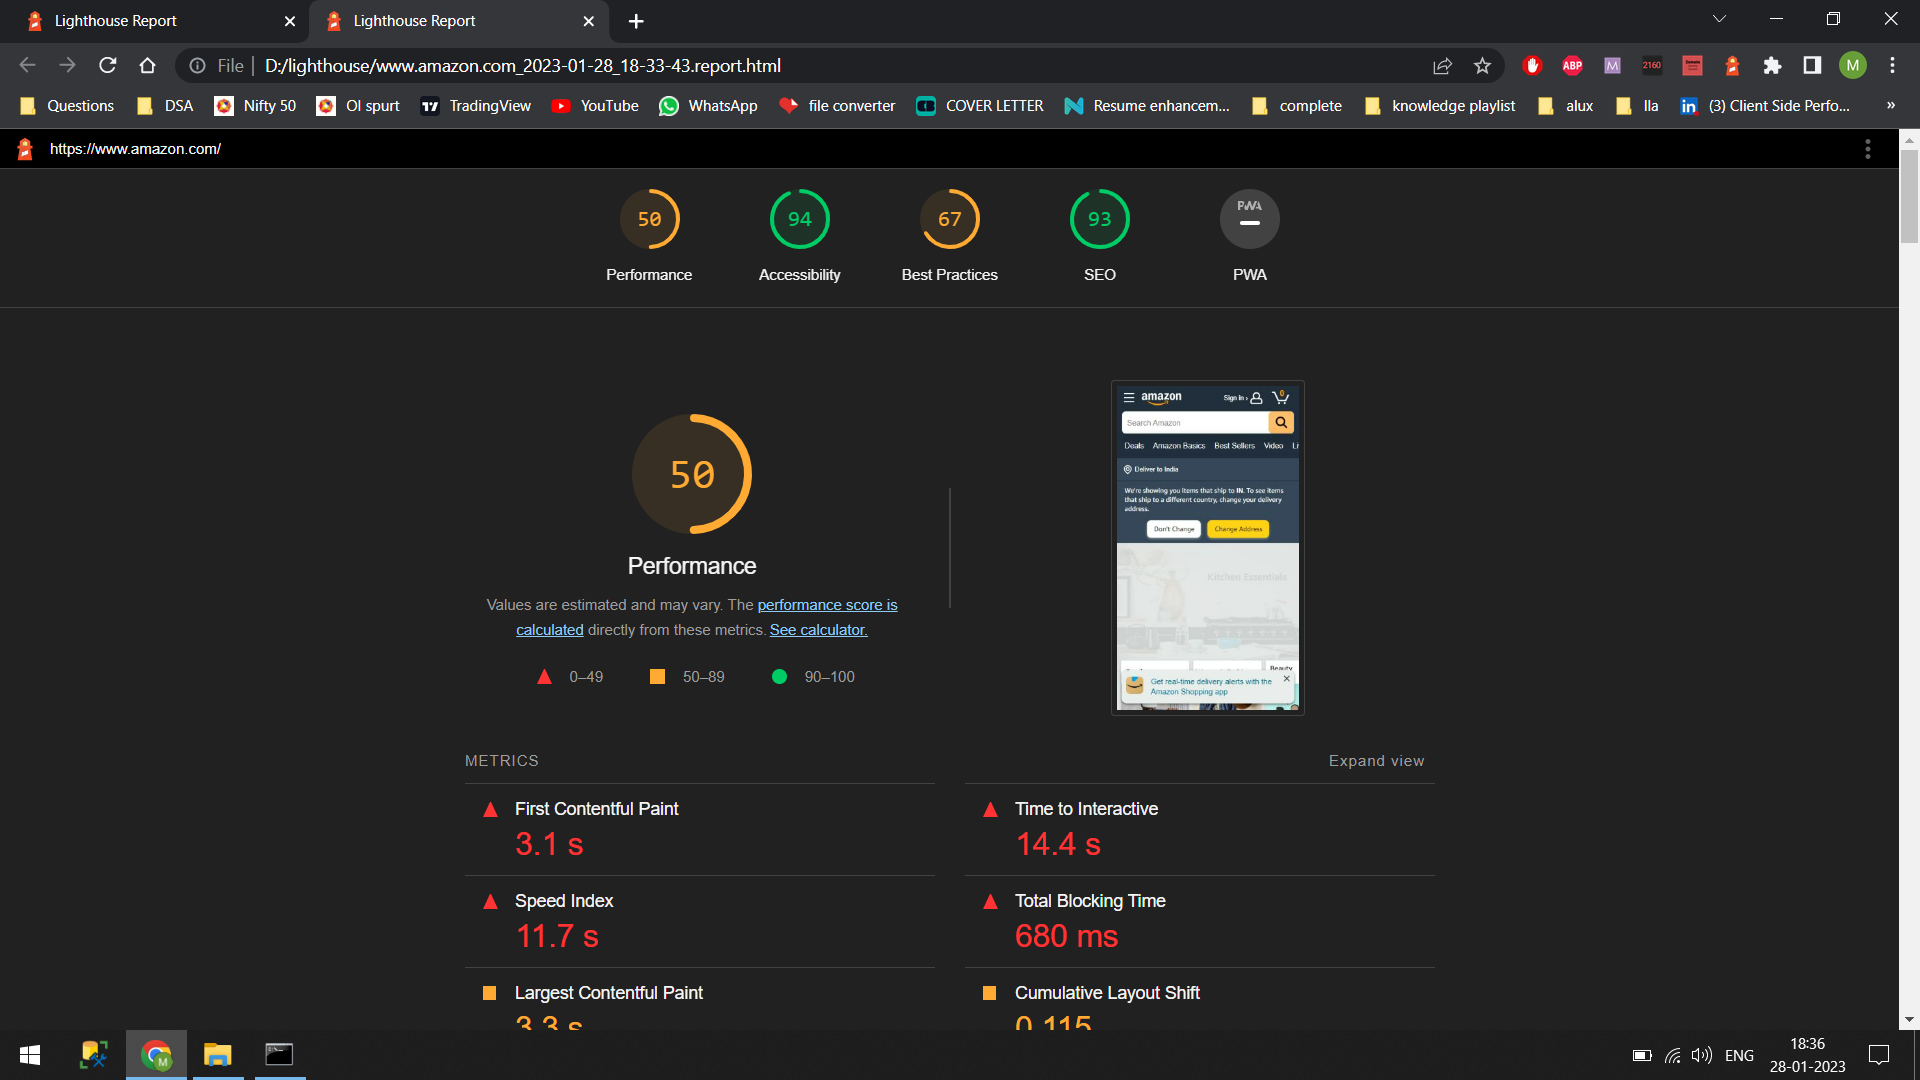 Lighthouse Report
Lighthouse Report
File
D:/lighthouse/www.amazon.com_2023-01-28_18-33-43.report.html
ABP
M
2160
M
Questions
DSA
Nifty 50
OI spurt
TradingView
YouTube
WhatsApp
file converter
COVER LETTER
Resume enhancem...
complete
knowledge playlist
alux
lla
in
(3) Client Side Perfo...
»
https://www.amazon.com/
50
94
67
93
PWA
Performance
Accessibility
Best Practices
SEO
PWA
50
Performance
Values are estimated and may vary. The performance score is
calculated directly from these metrics. See calculator.
0–49
50–89
90–100
amazon
Sign in ›
0
Search Amazon
Deals
Amazon Basics
Best Sellers
Video
Li
Deliver to India
We're showing you items that ship to IN. To see items
that ship to a different country, change your delivery
address.
Don't Change
Change Address
Kitchen Essentials
Beauty
Get real-time delivery alerts with the
Amazon Shopping app
METRICS
Expand view
First Contentful Paint
3.1 s
Time to Interactive
14.4 s
Speed Index
11.7 s
Total Blocking Time
680 ms
Largest Contentful Paint
3.3 s
Cumulative Layout Shift
0.115
M
ENG
18:36
28-01-2023